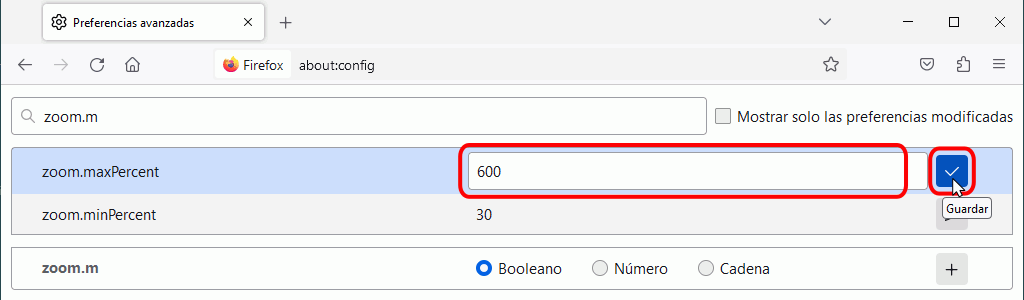 Preferencias avanzadas
Firefox about:config
zoom.m Mostrar solo las preferencias modificadas
zoom.maxPercent 600
Guardar
zoom.minPercent 30
zoom.m Booleano Número Cadena